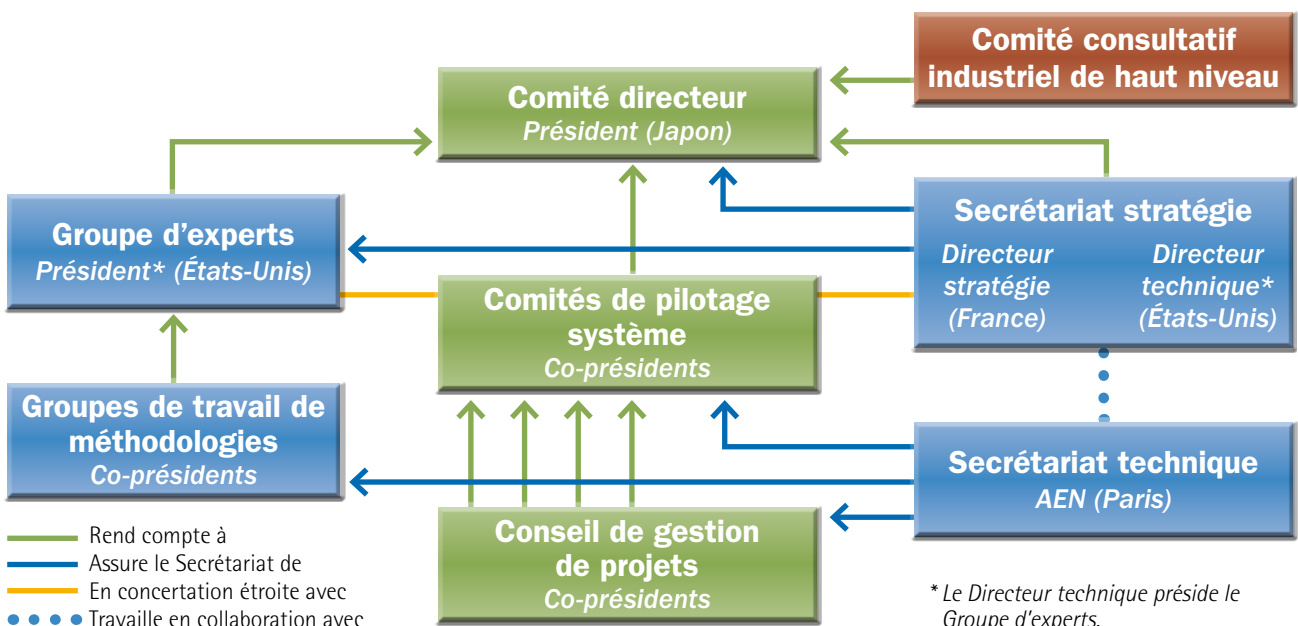 Comité consultatif
industriel de haut niveau
Comité directeur
Président (Japon)
Groupe d'experts
Président* (États-Unis)
Secrétariat stratégie
Directeur
stratégie
(France)
Directeur
technique*
(États-Unis)
Comités de pilotage
système
Co-présidents
Groupes de travail de
méthodologies
Co-présidents
Secrétariat technique
AEN (Paris)
Conseil de gestion
de projets
Co-présidents
Rend compte à
Assure le Secrétariat de
En concertation étroite avec
Travaille en collaboration avec
* Le Directeur technique préside le
Groupe d'experts.